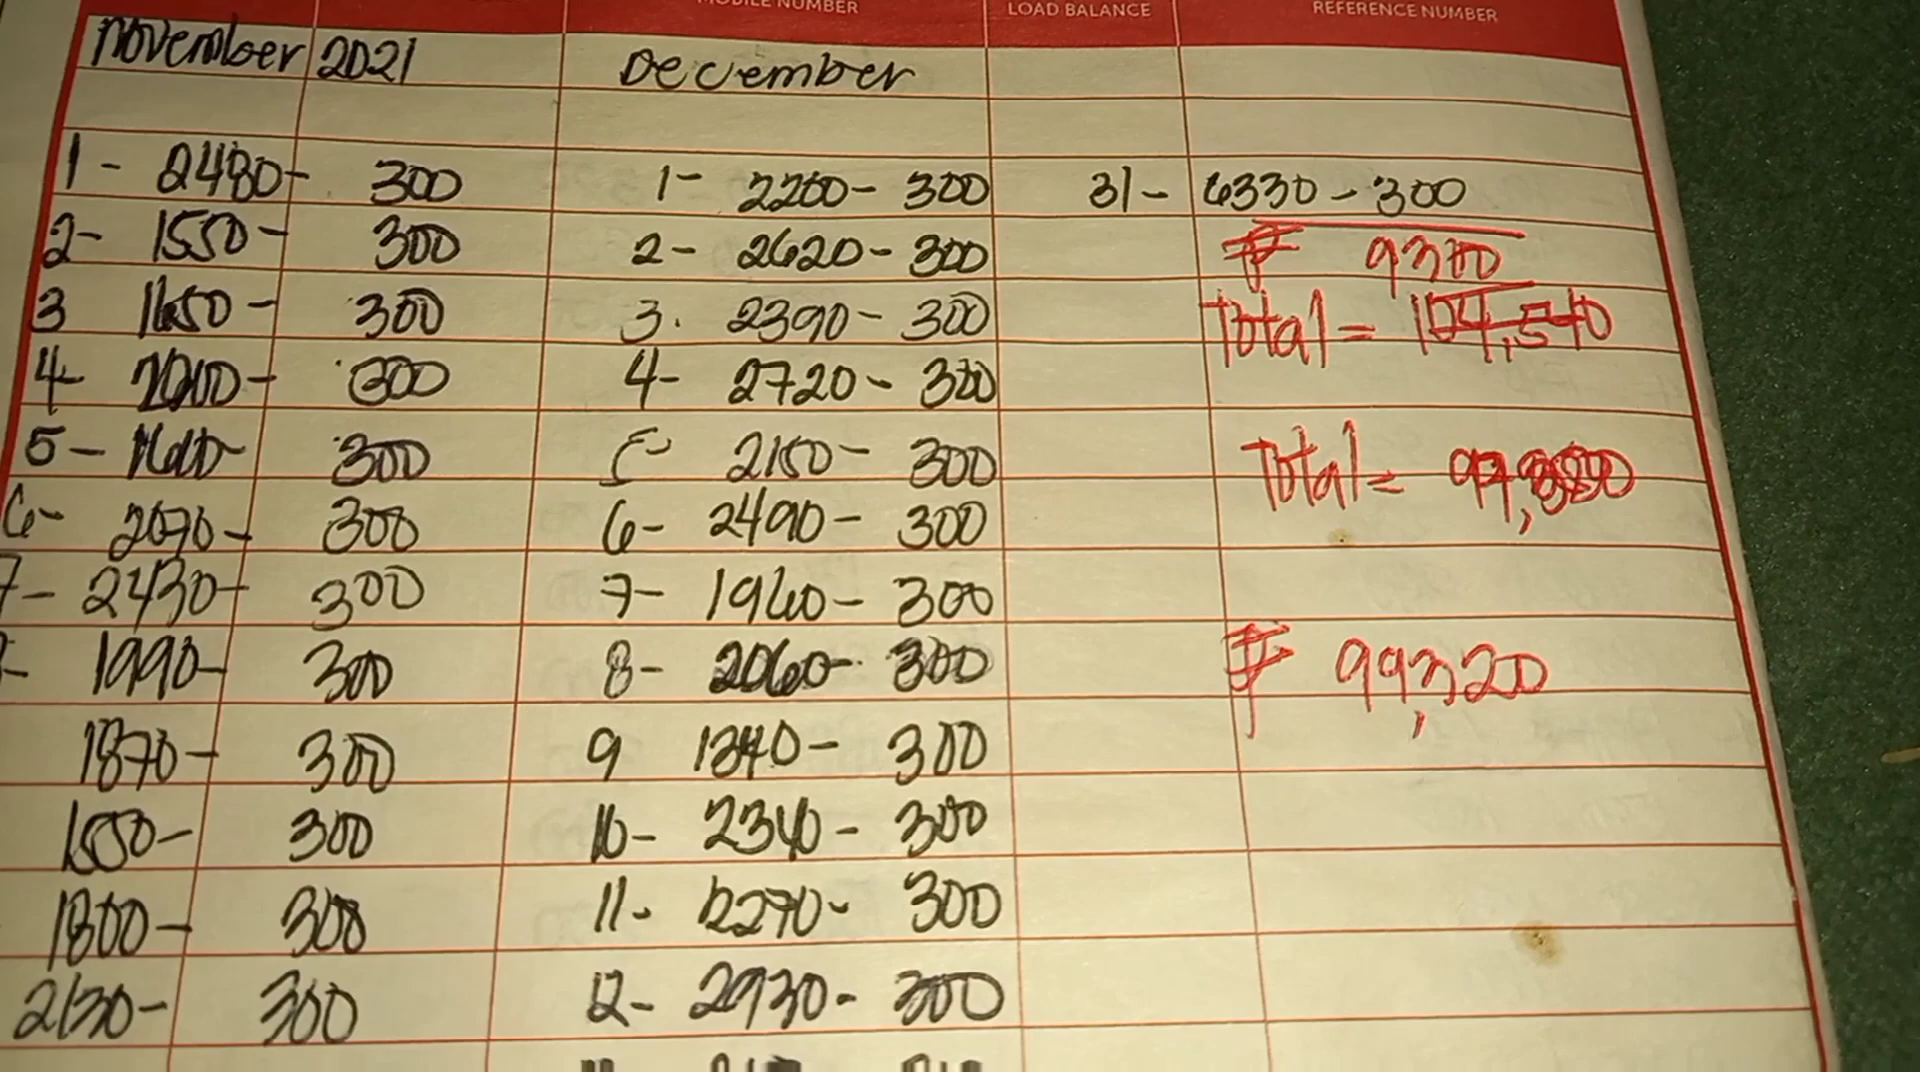 MOBILE NUMBER LOAD BALANCE REFERENCE NUMBER
November 2021 December
1 - 2480 - 300 1 - 2200 - 300 31 - 6330 - 300
2 - 1550 - 300 2 - 2620 - 300 ₱ 9300
3 1650 - 300 3. 2390 - 300 Total = 104,540
4 - 300 4 - 2720 - 300
5 - 300 5 - 2150 - 300 Total =
6 - 2070 - 300 6 - 2490 - 300
7 - 2430 - 300 7 - 1960 - 300
1990 - 300 8 - 2060 - 300 ₱ 99,320
1870 - 300 9 1340 - 300
1550 - 300 10 - 2340 - 300
1800 - 300 11 - 2270 - 300
2130 - 300 12 - 2930 - 300